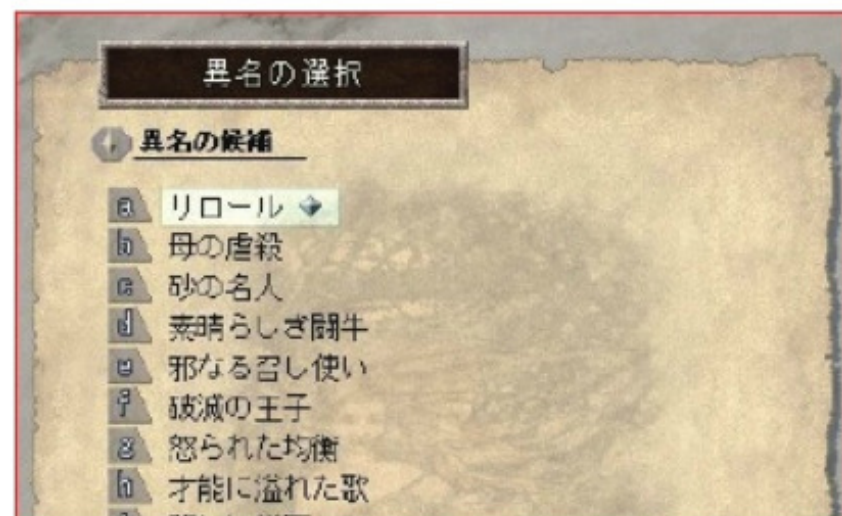 異名の選択
異名の候補
a リロール
b 母の虐殺
c 砂の名人
d 素晴らしき闘牛
e 邪なる召し使い
f 破滅の王子
g 怒られた均衡
h 才能に溢れた歌